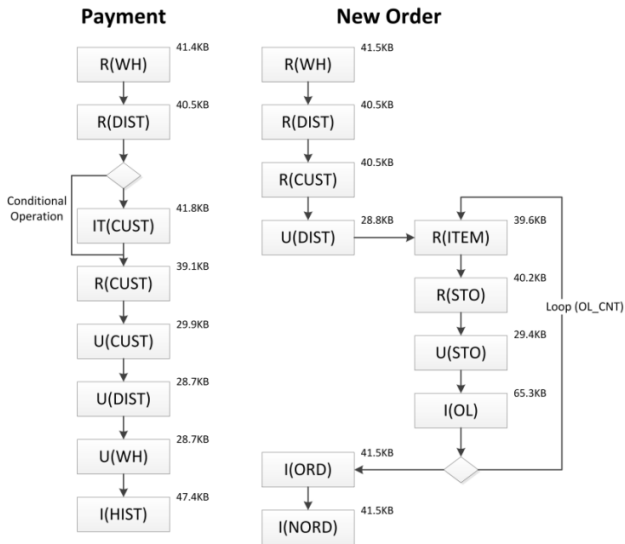 Payment
R(WH)
41.4KB
R(DIST)
40.5KB
Conditional
Operation
IT(CUST)
41.8KB
R(CUST)
39.1KB
U(CUST)
29.9KB
U(DIST)
28.7KB
U(WH)
28.7KB
I(HIST)
47.4KB
New Order
R(WH)
41.5KB
R(DIST)
40.5KB
R(CUST)
40.5KB
U(DIST)
28.8KB
R(ITEM)
39.6KB
R(STO)
40.2KB
Loop (OL_CNT)
U(STO)
29.4KB
I(OL)
65.3KB
I(ORD)
41.5KB
I(NORD)
41.5KB